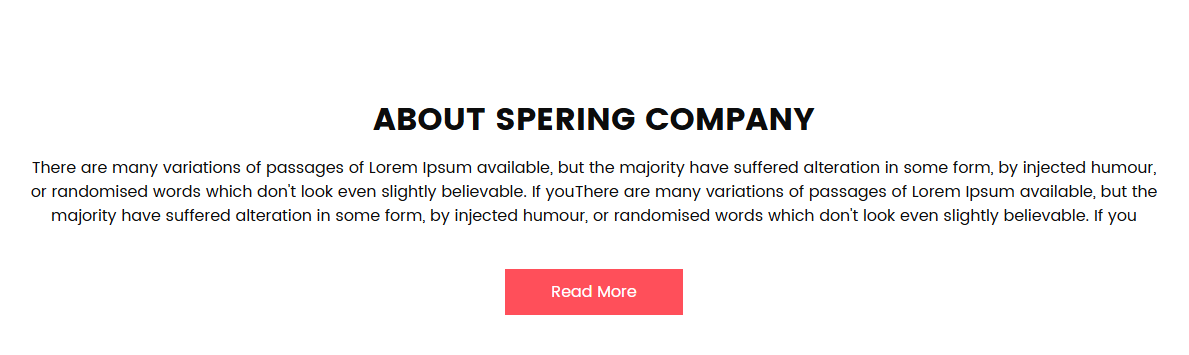 ABOUT SPERING COMPANY
There are many variations of passages of Lorem Ipsum available, but the majority have suffered alteration in some form, by injected humour,
or randomised words which don't look even slightly believable. If youThere are many variations of passages of Lorem Ipsum available, but the
majority have suffered alteration in some form, by injected humour, or randomised words which don't look even slightly believable. If you
Read More